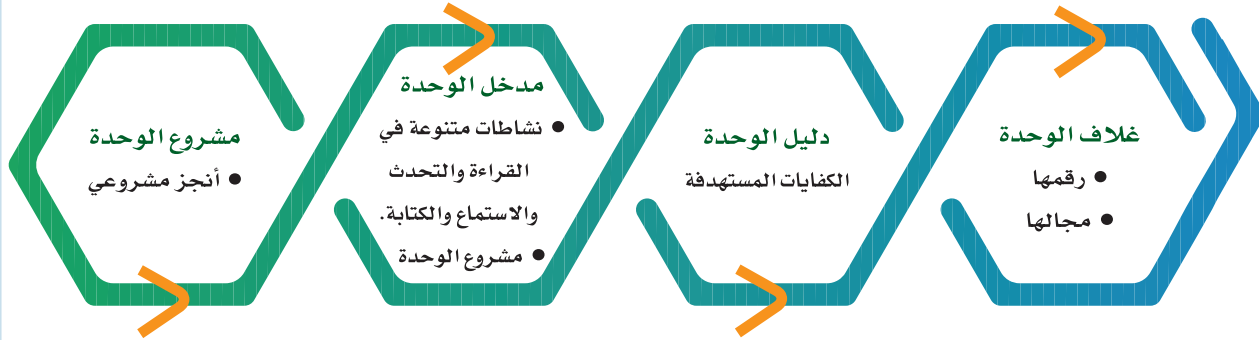 غلاف الوحدة
● رقمها
● مجالها
دليل الوحدة
الكفايات المستهدفة
مدخل الوحدة
● نشاطات متنوعة في
القراءة والتحدث
والاستماع والكتابة.
● مشروع الوحدة
مشروع الوحدة
● أنجز مشروعي